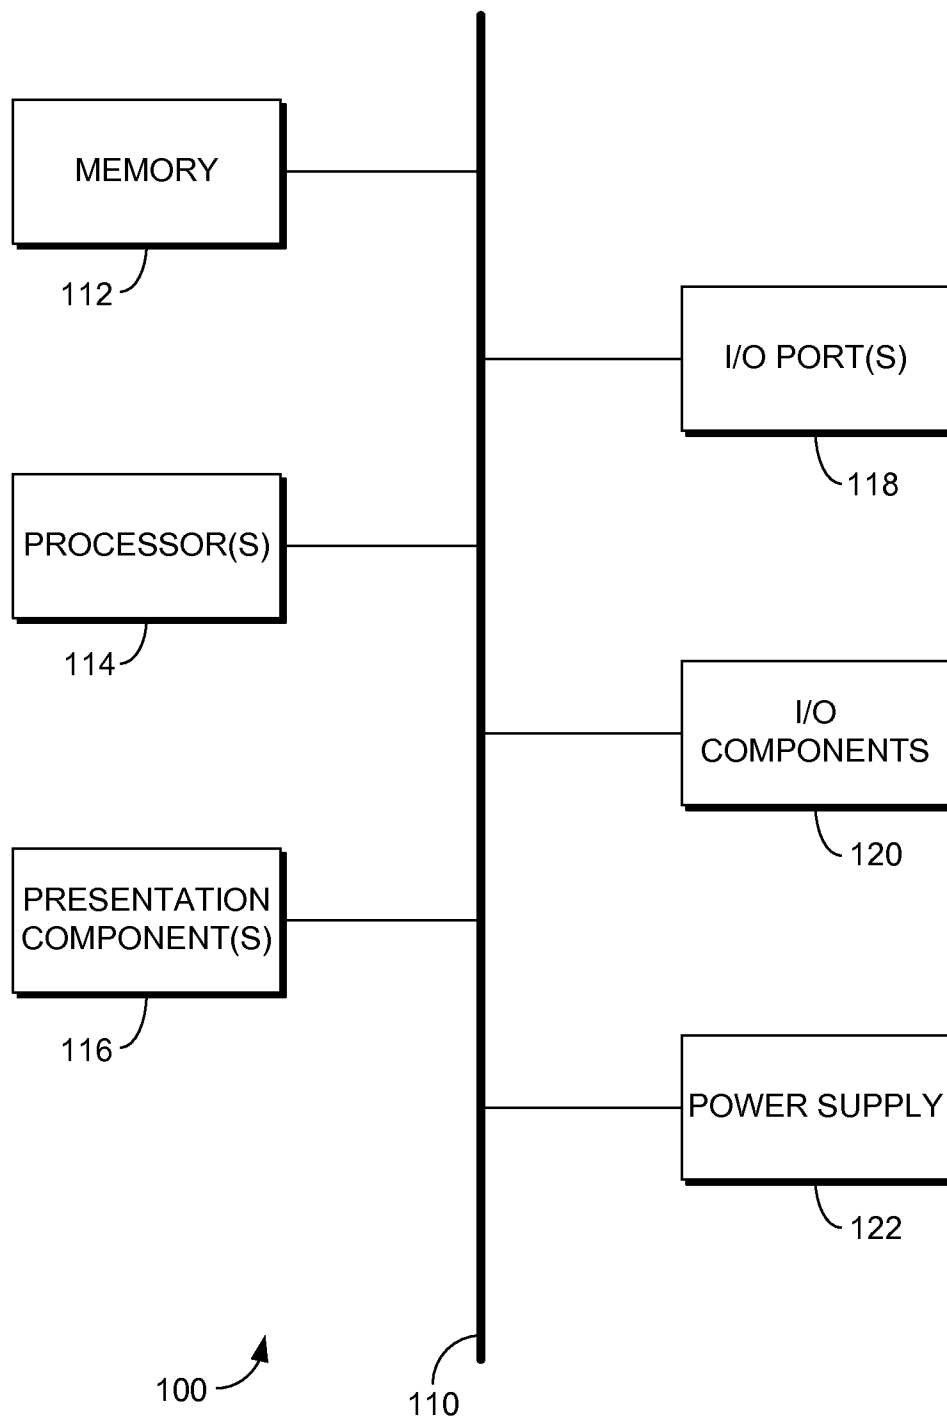 MEMORY
112
I/O PORT(S)
118
PROCESSOR(S)
114
I/O
COMPONENTS
120
PRESENTATION
COMPONENT(S)
116
POWER SUPPLY
122
100
110